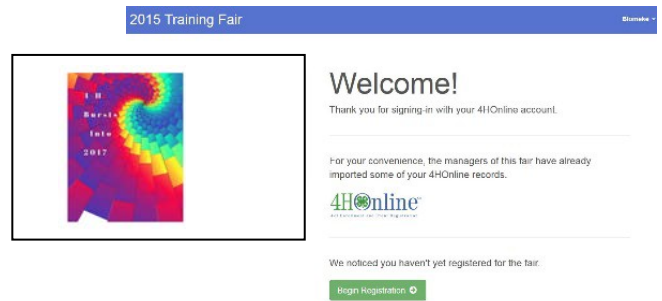 2015 Training Fair
Blomeke
4 H
Bursts
Into
2017
Welcome!
Thank you for signing-in with your 4HOnline account.
For your convenience, the managers of this fair have already
imported some of your 4HOnline records.
4HOnline
We noticed you haven't yet registered for the fair.
Begin Registration